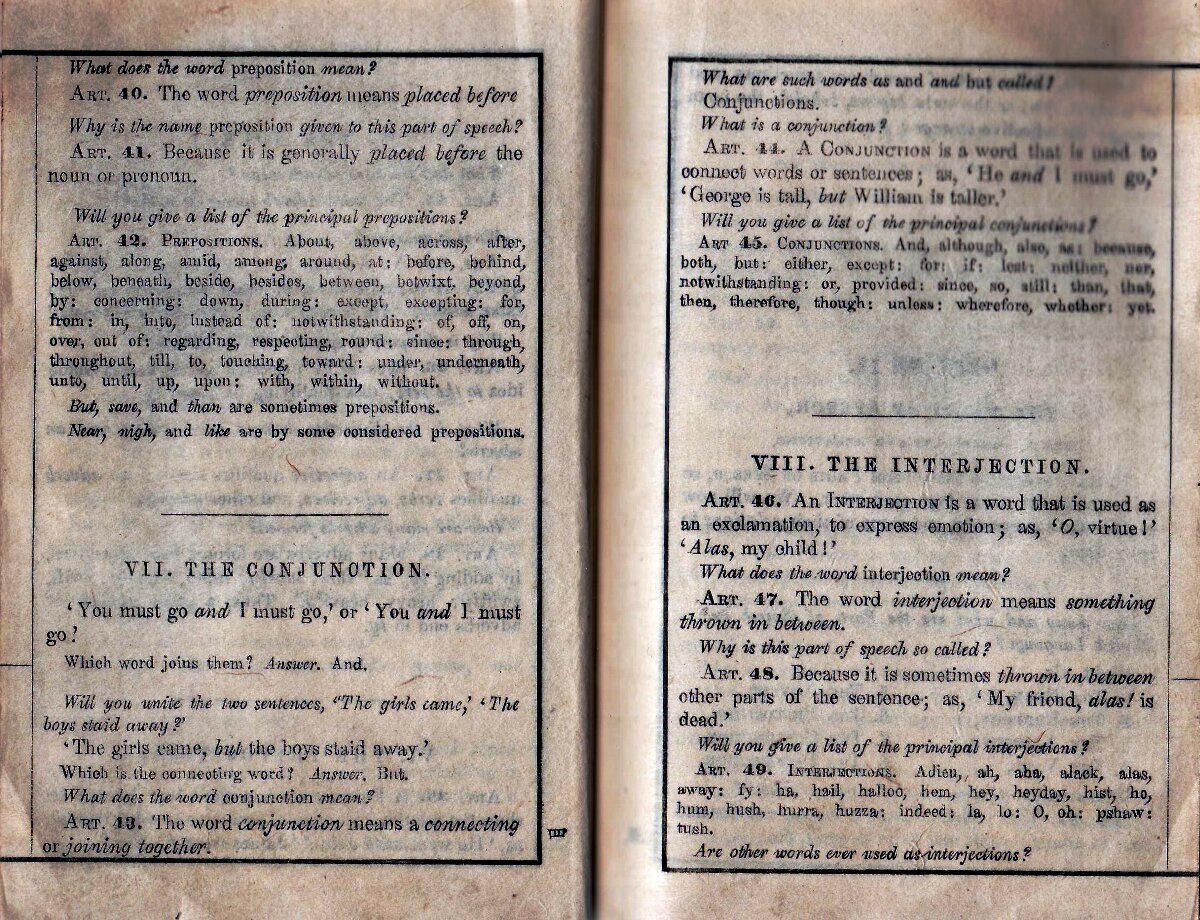 What does the word preposition mean?
ART. 40. The word preposition means placed before
Why is the name preposition given to this part of speech?
ART. 41. Because it is generally placed before the
noun or pronoun.
Will you give a list of the principal prepositions?
ART. 42. PREPOSITIONS. About, above, across, after,
against, along, amid, among, around, at: before, behind,
below, beneath, beside, besides, between, betwixt, beyond,
by: concerning: down, during: except, excepting: for,
from: in, into, instead of: notwithstanding: of, off, on,
over, out of: regarding, respecting, round: since: through,
throughout, till, to, touching, toward: under, underneath,
unto, until, up, upon: with, within, without.
But, save, and than are sometimes prepositions.
Near, nigh, and like are by some considered prepositions.
VII. THE CONJUNCTION.
‘You must go and I must go,’ or ‘You and I must
go?
Which word joins them? Answer. And.
Will you unite the two sentences, ‘The girls came,’ ‘The
boys staid away?’
‘The girls came, but the boys staid away.’
Which is the connecting word? Answer. But.
What does the word conjunction mean?
ART. 43. The word conjunction means a connecting
or joining together.
What are such words as and and but called?
Conjunctions.
What is a conjunction?
ART. 44. A CONJUNCTION is a word that is used to
connect words or sentences; as, ‘He and I must go,’
‘George is tall, but William is taller.’
Will you give a list of the principal conjunctions?
ART 45. CONJUNCTIONS. And, although, also, as: because,
both, but: either, except: for: if: lest: neither, nor,
notwithstanding: or, provided: since, so, still: than, that,
then, therefore, though: unless: wherefore, whether: yet.
VIII. THE INTERJECTION.
ART. 46. An INTERJECTION is a word that is used as
an exclamation, to express emotion; as, ‘O, virtue!’
‘Alas, my child!’
What does the word interjection mean?
ART. 47. The word interjection means something
thrown in between.
Why is this part of speech so called?
ART. 48. Because it is sometimes thrown in between
other parts of the sentence; as, ‘My friend, alas! is
dead.’
Will you give a list of the principal interjections?
ART. 49. INTERJECTIONS. Adieu, ah, aha, alack, alas,
away: fy: ha, hail, halloo, hem, hey, heyday, hist, ho,
hum, hush, hurra, huzza: indeed: la, lo: O, oh: pshaw:
tush.
Are other words ever used as interjections?